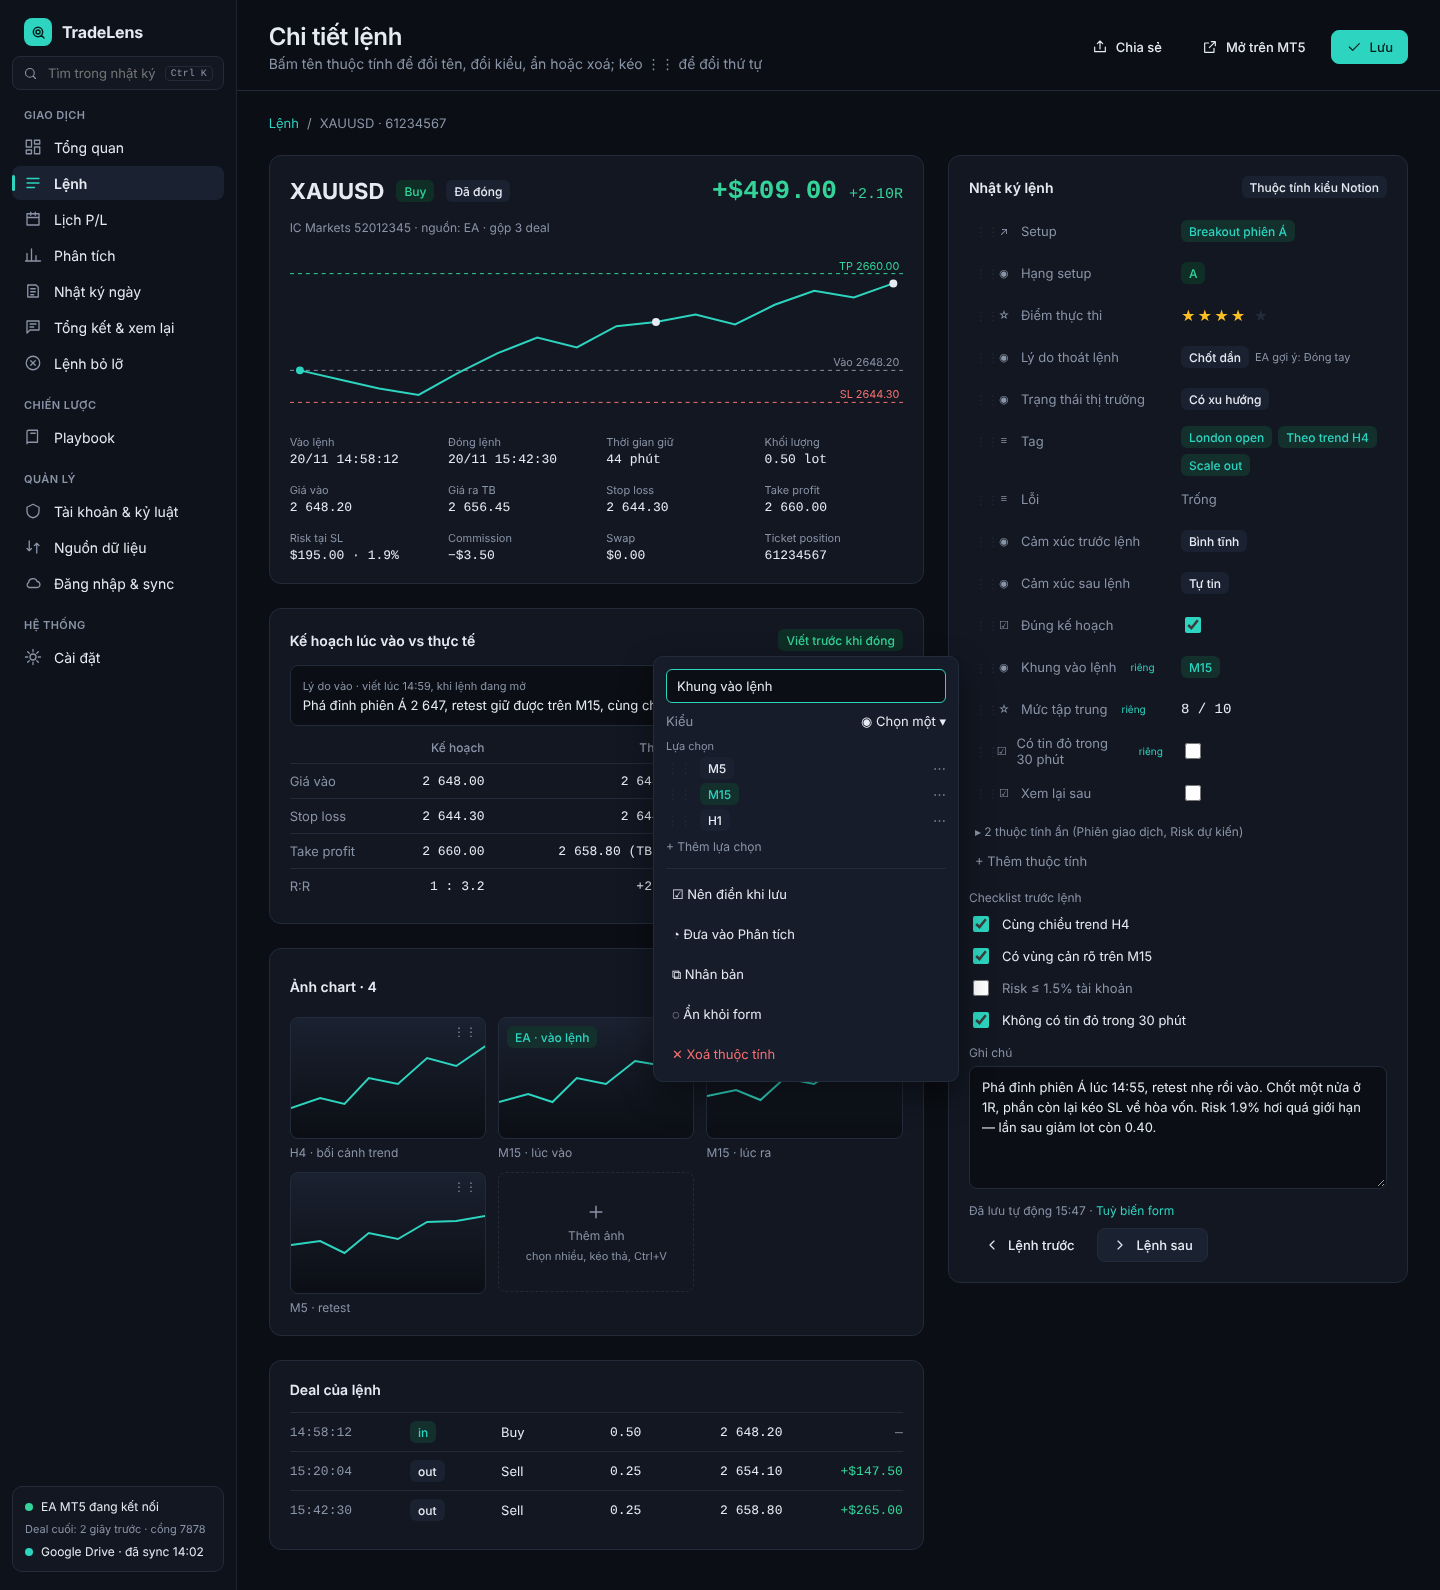 TradeLens
Tìm trong nhật ký
Ctrl K
GIAO DỊCH
Tổng quan
Lệnh
Lịch P/L
Phân tích
Nhật ký ngày
Tổng kết & xem lại
Lệnh bỏ lỡ
CHIẾN LƯỢC
Playbook
QUẢN LÝ
Tài khoản & kỷ luật
Nguồn dữ liệu
Đăng nhập & sync
HỆ THỐNG
Cài đặt
EA MT5 đang kết nối
Deal cuối: 2 giây trước · cổng 7878
Google Drive · đã sync 14:02
Chi tiết lệnh
Bấm tên thuộc tính để đổi tên, đổi kiểu, ẩn hoặc xoá; kéo ⋮⋮ để đổi thứ tự
Chia sẻ
Mở trên MT5
Lưu
Lệnh / XAUUSD · 61234567
XAUUSD Buy Đã đóng +$409.00 +2.10R
IC Markets 52012345 · nguồn: EA · gộp 3 deal
TP 2660.00
Vào 2648.20
SL 2644.30
Vào lệnh Đóng lệnh Thời gian giữ Khối lượng
20/11 14:58:12 20/11 15:42:30 44 phút 0.50 lot
Giá vào Giá ra TB Stop loss Take profit
2 648.20 2 656.45 2 644.30 2 660.00
Risk tại SL Commission Swap Ticket position
$195.00 · 1.9% −$3.50 $0.00 61234567
Kế hoạch lúc vào vs thực tế
Viết trước khi đóng
Lý do vào · viết lúc 14:59, khi lệnh đang mở
Phá đỉnh phiên Á 2 647, retest giữ được trên M15, cùng
Kế hoạch
Giá vào 2 648.00 2 64
Stop loss 2 644.30 2 64
Take profit 2 660.00 2 658.80 (TB
R:R 1 : 3.2 +2
Khung vào lệnh
Kiểu ◉ Chọn một ▾
Lựa chọn
M5 ⋯
M15 ⋯
H1 ⋯
+ Thêm lựa chọn
☑ Nên điền khi lưu
Đưa vào Phân tích
⧉ Nhân bản
○ Ẩn khỏi form
✕ Xoá thuộc tính
Ảnh chart · 4
EA · vào lệnh
H4 · bối cảnh trend
M15 · lúc vào
M15 · lúc ra
M5 · retest
Thêm ảnh
chọn nhiều, kéo thả, Ctrl+V
Deal của lệnh
14:58:12 in Buy 0.50 2 648.20 —
15:20:04 out Sell 0.25 2 654.10 +$147.50
15:42:30 out Sell 0.25 2 658.80 +$265.00
Nhật ký lệnh
Thuộc tính kiểu Notion
Setup Breakout phiên Á
Hạng setup A
Điểm thực thi ★★★★★
Lý do thoát lệnh Chốt dần EA gợi ý: Đóng tay
Trạng thái thị trường Có xu hướng
Tag London open Theo trend H4
Scale out
Lỗi Trống
Cảm xúc trước lệnh Bình tĩnh
Cảm xúc sau lệnh Tự tin
Đúng kế hoạch
Khung vào lệnh riêng M15
Mức tập trung riêng 8 / 10
Có tin đỏ trong
30 phút riêng
Xem lại sau
▸ 2 thuộc tính ẩn (Phiên giao dịch, Risk dự kiến)
+ Thêm thuộc tính
Checklist trước lệnh
Cùng chiều trend H4
Có vùng cản rõ trên M15
Risk ≤ 1.5% tài khoản
Không có tin đỏ trong 30 phút
Ghi chú
Phá đỉnh phiên Á lúc 14:55, retest nhẹ rồi vào. Chốt một nửa ở
1R, phần còn lại kéo SL về hòa vốn. Risk 1.9% hơi quá giới hạn
— lần sau giảm lot còn 0.40.
Đã lưu tự động 15:47 · Tuỳ biến form
Lệnh trước
Lệnh sau